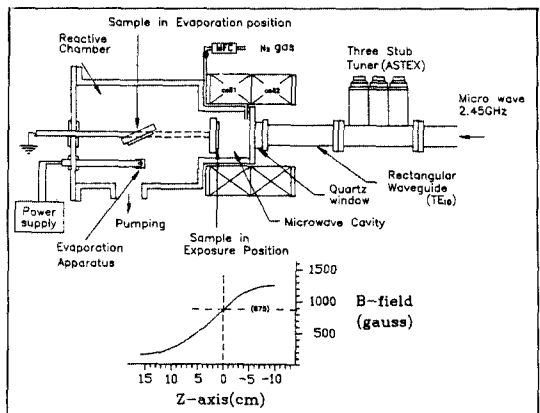 Sample in Evaporation position
Reactive
Chamber
MFC
N₂ gas
coil1
coil2
Three Stub
Tuner (ASTEX)
Micro wave
2.45GHz
Power
supply
Pumping
Evaporation
Apparatus
Sample in
Exposure Position
Microwave Cavity
Quartz
window
Rectangular
Waveguide
(TE₁₀)
1500
1000
500
(875)
B-field
(gauss)
15 10 5 0 -5 -10
Z-axis(cm)